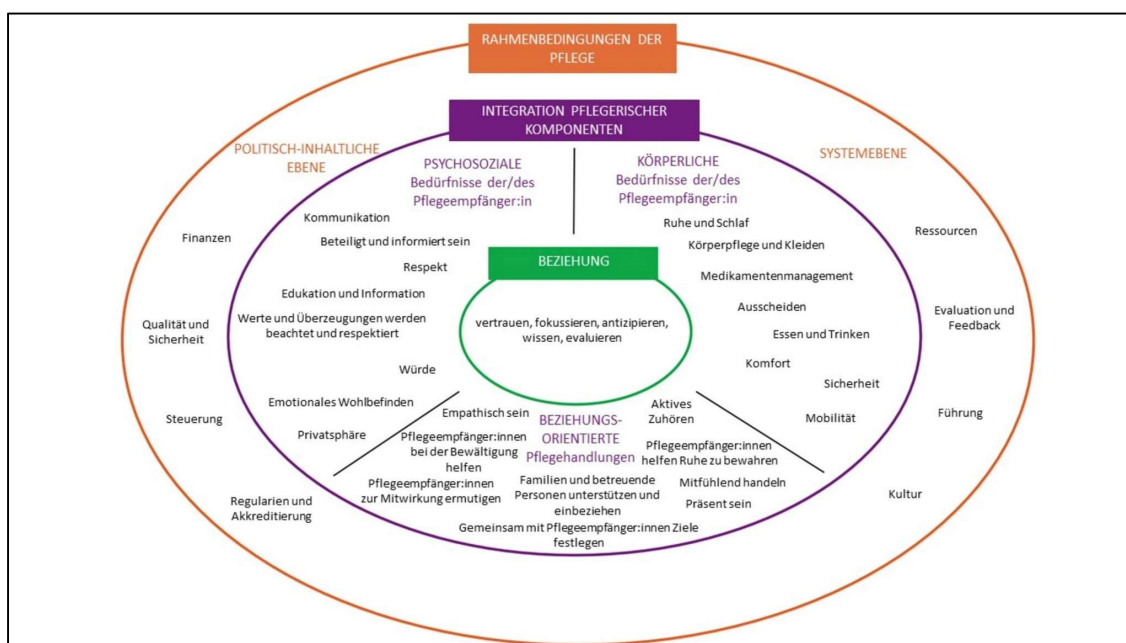 RAHMENBEDINGUNGEN DER
PFLEGE
INTEGRATION PFLEGERISCHER
KOMPONENTEN
POLITISCH-INHALTLICHE
EBENE
SYSTEMEBENE
PSYCHOSOZIALE
Bedürfnisse der/des
Pflegeempfänger:in
KÖRPERLICHE
Bedürfnisse der/des
Pflegeempfänger:in
Finanzen
Qualität und
Sicherheit
Steuerung
Regularien und
Akkreditierung
Kommunikation
Beteiligt und informiert sein
Respekt
Edukation und Information
Werte und Überzeugungen werden
beachtet und respektiert
Würde
Emotionales Wohlbefinden
Privatsphäre
BEZIEHUNG
vertrauen, fokussieren, antizipieren,
wissen, evaluieren
Ruhe und Schlaf
Körperpflege und Kleiden
Medikamentenmanagement
Ausscheiden
Essen und Trinken
Komfort
Sicherheit
Mobilität
Ressourcen
Evaluation und
Feedback
Führung
Kultur
BEZIEHUNGS-
ORIENTIERTE
Pflegehandlungen
Empathisch sein
Pflegeempfänger:innen
bei der Bewältigung
helfen
Pflegeempfänger:innen
zur Mitwirkung ermutigen
Familien und betreuende
Personen unterstützen und
einbeziehen
Gemeinsam mit Pflegeempfänger:innen Ziele
festlegen
Aktives
Zuhören
Pflegeempfänger:innen
helfen Ruhe zu bewahren
Mitfühlend handeln
Präsent sein